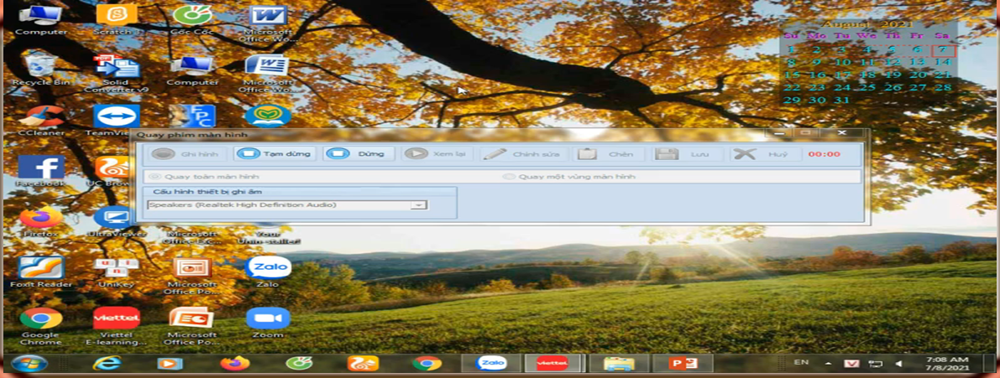 Computer
Scratch 3
Cốc Cốc
Microsoft
Office Wo...
Recycle Bin
Solid
Converter v9
Computer
Microsoft
Office Wo...
CCleaner
TeamVie
FPC
Facebook
UC Brow
Firefox
UltraViewer
Microsoft
Office Exc...
Your
Unin-staller!
Foxit Reader
UniKey
Microsoft
Office Po...
Zalo
Zalo
Google
Chrome
viettel
Viettel
E-learning...
Microsoft
Office Po...
Zoom
August 2021
Su Mo Tu We Th Fr Sa
1 2 3 4 5 6 7
8 9 10 11 12 13 14
15 16 17 18 19 20 21
22 23 24 25 26 27 28
29 30 31
Quay phim màn hình
Ghi hình Tạm dừng Dừng Xem lại Chỉnh sửa Chèn Lưu Huỷ 00:00
Quay toàn màn hình Quay một vùng màn hình
Cấu hình thiết bị ghi âm
Speakers (Realtek High Definition Audio)
Zalo viettel EN 7:08 AM
7/8/2021